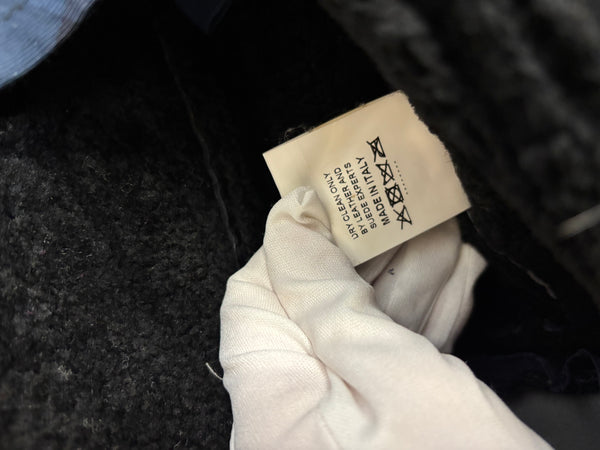 DRY CLEAN ONLY
BY LEATHER AND
SUEDE EXPERTS
MADE IN ITALY